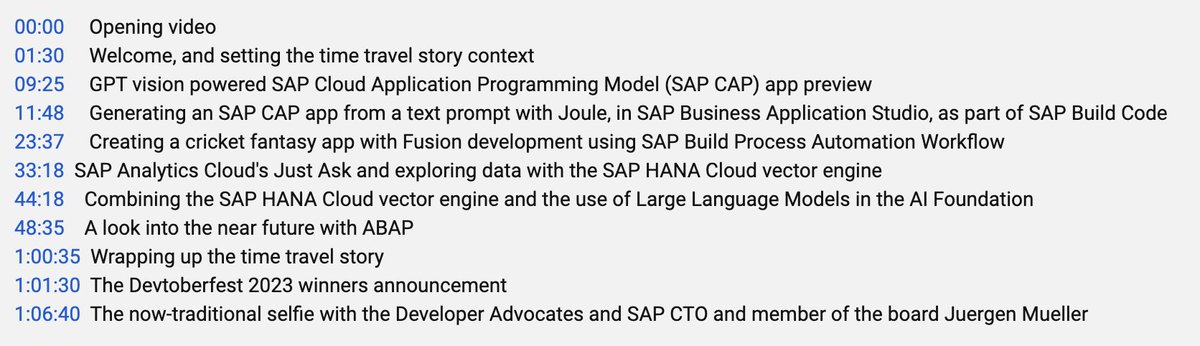 00:00 Opening video
01:30 Welcome, and setting the time travel story context
09:25 GPT vision powered SAP Cloud Application Programming Model (SAP CAP) app preview
11:48 Generating an SAP CAP app from a text prompt with Joule, in SAP Business Application Studio, as part of SAP Build Code
23:37 Creating a cricket fantasy app with Fusion development using SAP Build Process Automation Workflow
33:18 SAP Analytics Cloud's Just Ask and exploring data with the SAP HANA Cloud vector engine
44:18 Combining the SAP HANA Cloud vector engine and the use of Large Language Models in the AI Foundation
48:35 A look into the near future with ABAP
1:00:35 Wrapping up the time travel story
1:01:30 The Devtoberfest 2023 winners announcement
1:06:40 The now-traditional selfie with the Developer Advocates and SAP CTO and member of the board Juergen Mueller